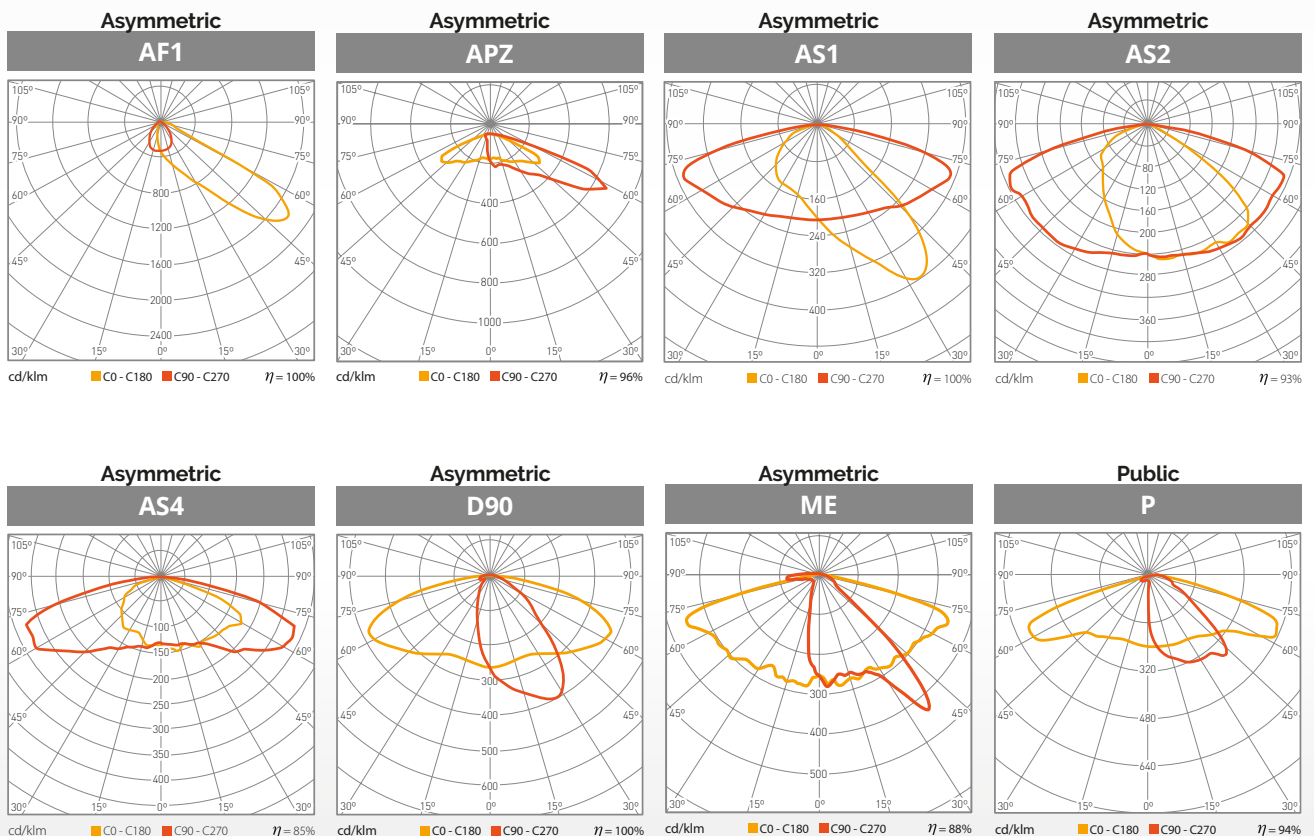 Asymmetric Asymmetric Asymmetric Asymmetric
AF1 APZ AS1 AS2
105º 105º 105º 105º 105º 105º 105º 105º
90º 90º 90º 90º 90º 90º 90º 90º
75º 75º 75º 75º 75º 75º 75º 75º
60º 60º 60º 60º 60º 60º 60º 60º
45º 45º 45º 45º 45º 45º 45º 45º
800 1200 1600 2000 2400
400 600 800 1000
160 240 320 400
80 120 160 200 280 360
30º 15º 0º 15º 30º 30º 15º 0º 15º 30º 30º 15º 0º 15º 30º 30º 15º 0º 15º 30º
cd/klm C0 - C180 C90 - C270 η = 100% cd/klm C0 - C180 C90 - C270 η = 96% cd/klm C0 - C180 C90 - C270 η = 100% cd/klm C0 - C180 C90 - C270 η = 93%
Asymmetric Asymmetric Asymmetric Public
AS4 D90 ME P
105º 105º 105º 105º 105º 105º 105º 105º
90º 90º 90º 90º 90º 90º 90º 90º
75º 75º 75º 75º 75º 75º 75º 75º
60º 60º 60º 60º 60º 60º 60º 60º
45º 45º 45º 45º 45º 45º 45º 45º
100 150 200 250 300 350 400
300 400 500 600
300 400 500
320 480 640
30º 15º 0º 15º 30º 30º 15º 0º 15º 30º 30º 15º 0º 15º 30º 30º 15º 0º 15º 30º
cd/klm C0 - C180 C90 - C270 η = 85% cd/klm C0 - C180 C90 - C270 η = 100% cd/klm C0 - C180 C90 - C270 η = 88% cd/klm C0 - C180 C90 - C270 η = 94%